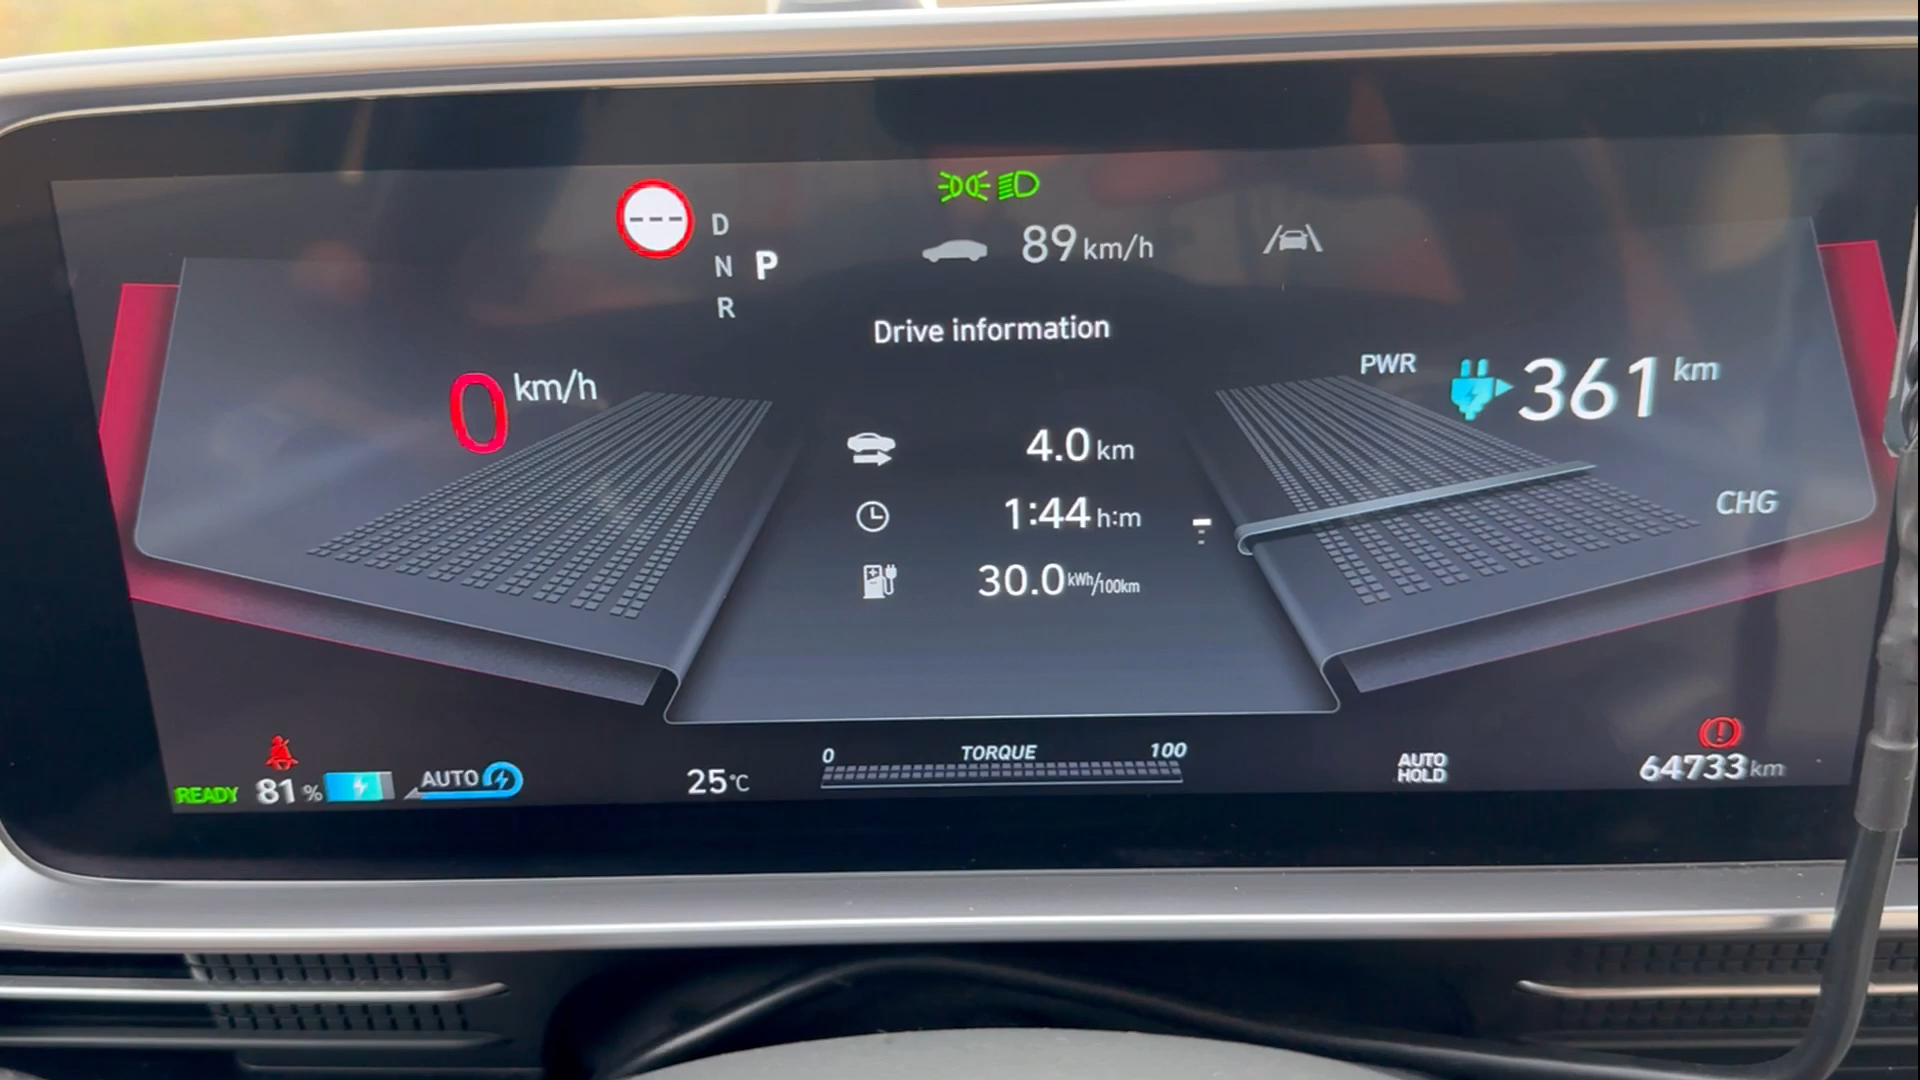 ---
D
N P
R
89 km/h
Drive information
0 km/h
PWR
361 km
4.0 km
CHG
1:44 h:m
30.0 kWh/100km
0 TORQUE 100
READY 81 %
AUTO
25°C
AUTO
HOLD
64733 km